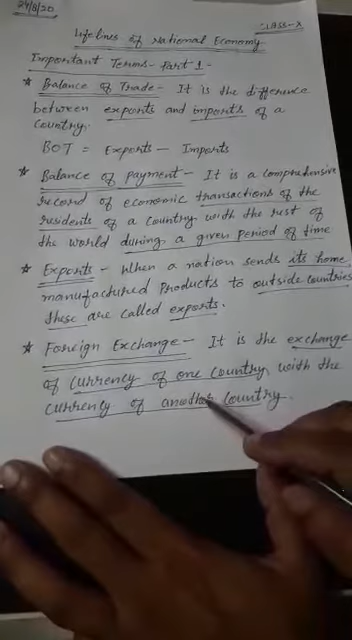 24/8/20
CLASS-X
Lifelines of National Economy
Important Terms- Part 1-
* Balance of Trade- It is the difference
between exports and imports of a
Country.
BOT = Exports - Imports
* Balance of payment- It is a comprehensive
record of economic transactions of the
residents of a country with the rest of
the world during a given period of time
* Exports- When a nation sends its home
manufactured products to outside countries
these are called exports.
* Foreign Exchange- It is the exchange
of currency of one country, with the
currency of another country.